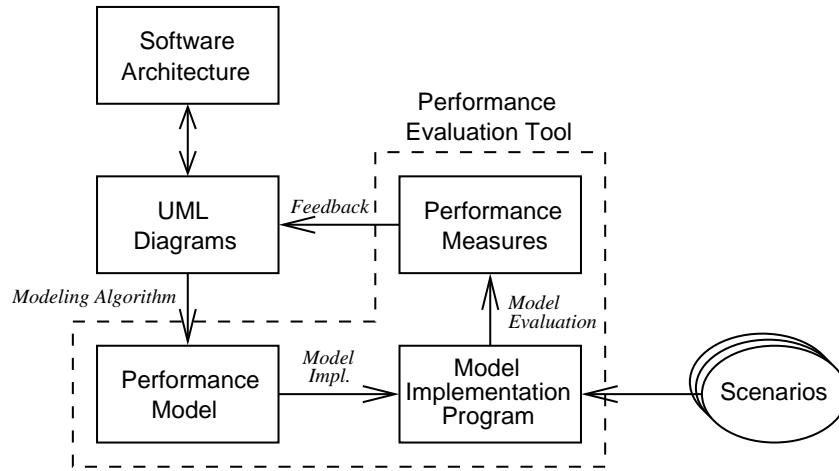 Software
Architecture
Performance
Evaluation Tool
UML
Diagrams
Feedback
Performance
Measures
Modeling Algorithm
Model
Evaluation
Performance
Model
Model
Impl.
Model
Implementation
Program
Scenarios